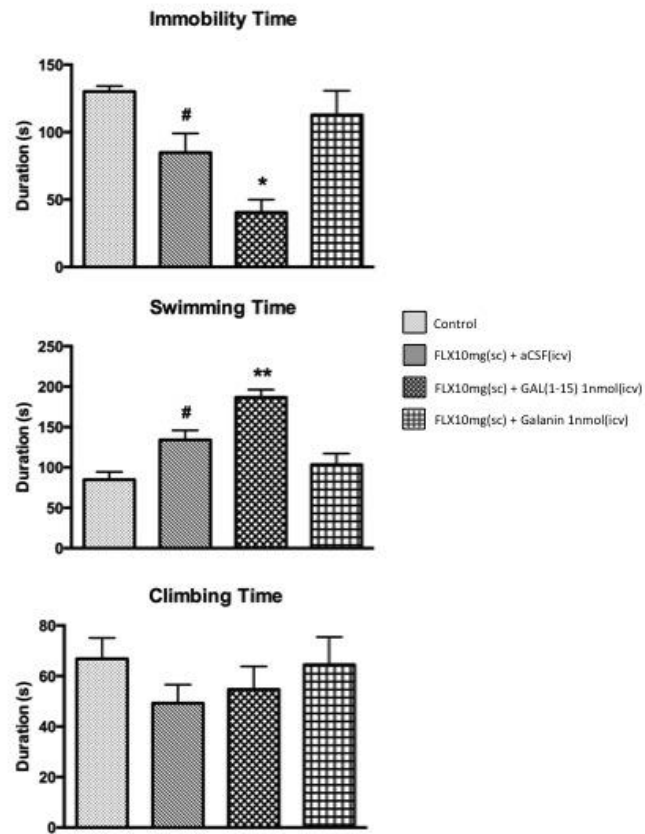 Immobility Time
150
100
50
0
Duration (s)
#
*
Swimming Time
250
200
150
100
50
0
Duration (s)
#
**
Control
FLX10mg(sc) + aCSF(icv)
FLX10mg(sc) + GAL(1-15) 1nmol(icv)
FLX10mg(sc) + Galanin 1nmol(icv)
Climbing Time
80
60
40
20
0
Duration (s)